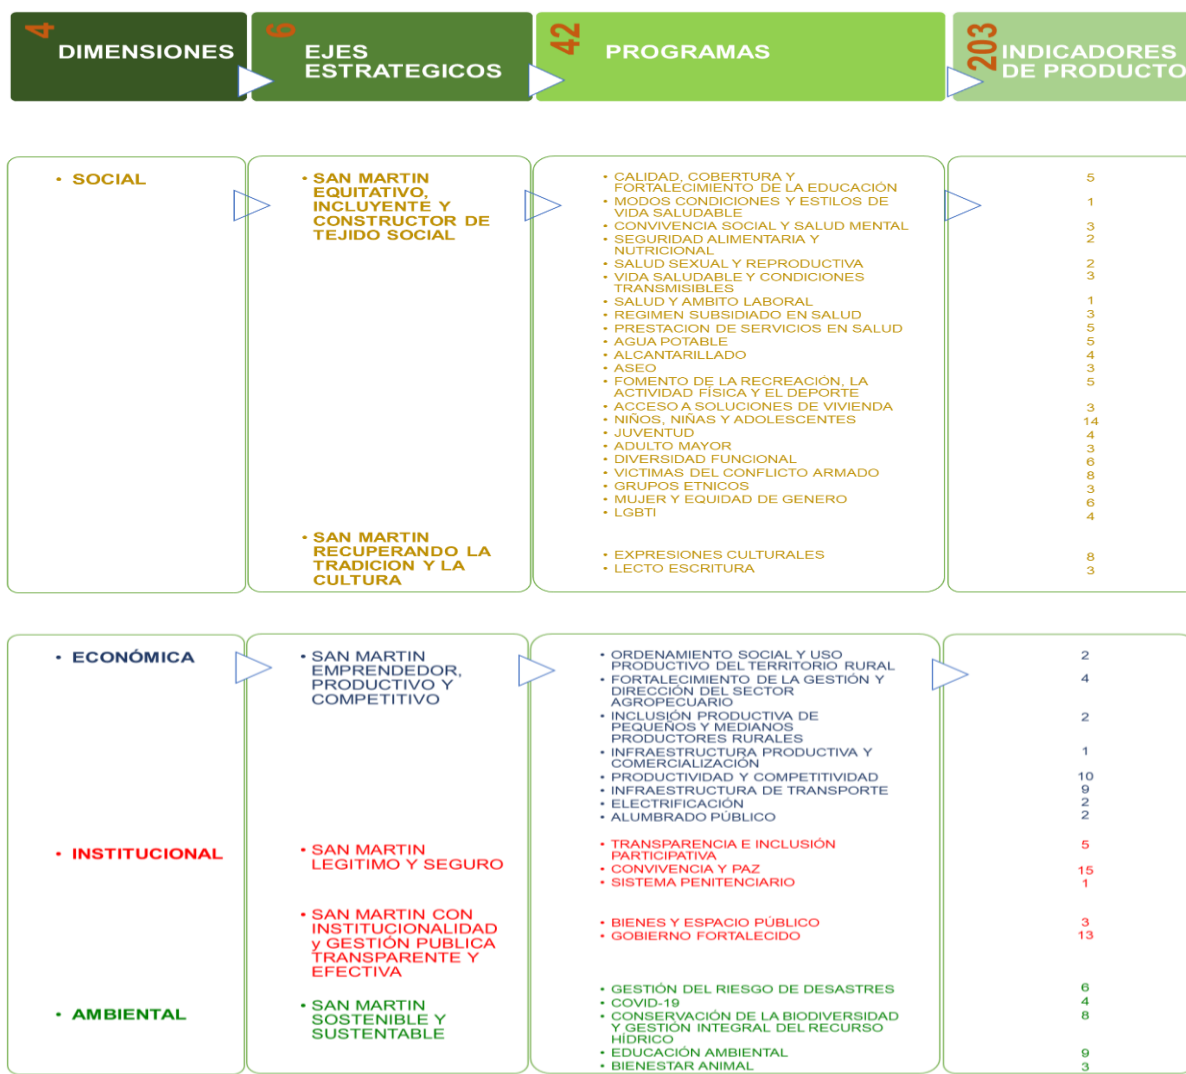 4
DIMENSIONES
6
EJES
ESTRATEGICOS
42
PROGRAMAS
203
INDICADORES
DE PRODUCTO
• SOCIAL
• SAN MARTIN
EQUITATIVO,
INCLUYENTE Y
CONSTRUCTOR DE
TEJIDO SOCIAL
• CALIDAD, COBERTURA Y
FORTALECIMIENTO DE LA EDUCACIÓN
• MODOS CONDICIONES Y ESTILOS DE
VIDA SALUDABLE
• CONVIVENCIA SOCIAL Y SALUD MENTAL
• SEGURIDAD ALIMENTARIA Y
NUTRICIONAL
• SALUD SEXUAL Y REPRODUCTIVA
• VIDA SALUDABLE Y CONDICIONES
TRANSMISIBLES
• SALUD Y AMBITO LABORAL
• REGIMEN SUBSIDIADO EN SALUD
• PRESTACION DE SERVICIOS EN SALUD
• AGUA POTABLE
• ALCANTARILLADO
• ASEO
• FOMENTO DE LA RECREACIÓN, LA
ACTIVIDAD FÍSICA Y EL DEPORTE
• ACCESO A SOLUCIONES DE VIVIENDA
• NIÑOS, NIÑAS Y ADOLESCENTES
• JUVENTUD
• ADULTO MAYOR
• DIVERSIDAD FUNCIONAL
• VICTIMAS DEL CONFLICTO ARMADO
• GRUPOS ETNICOS
• MUJER Y EQUIDAD DE GENERO
• LGBTI
5
1
3
2
2
3
1
3
5
5
4
3
5
3
14
4
3
6
8
3
6
4
• SAN MARTIN
RECUPERANDO LA
TRADICION Y LA
CULTURA
• EXPRESIONES CULTURALES
• LECTO ESCRITURA
8
3
• ECONÓMICA
• SAN MARTIN
EMPRENDEDOR,
PRODUCTIVO Y
COMPETITIVO
• ORDENAMIENTO SOCIAL Y USO
PRODUCTIVO DEL TERRITORIO RURAL
• FORTALECIMIENTO DE LA GESTIÓN Y
DIRECCIÓN DEL SECTOR
AGROPECUARIO
• INCLUSIÓN PRODUCTIVA DE
PEQUEÑOS Y MEDIANOS
PRODUCTORES RURALES
• INFRAESTRUCTURA PRODUCTIVA Y
COMERCIALIZACIÓN
• PRODUCTIVIDAD Y COMPETITIVIDAD
• INFRAESTRUCTURA DE TRANSPORTE
• ELECTRIFICACIÓN
• ALUMBRADO PÚBLICO
2
4
2
1
10
9
2
2
• INSTITUCIONAL
• SAN MARTIN
LEGITIMO Y SEGURO
• TRANSPARENCIA E INCLUSIÓN
PARTICIPATIVA
• CONVIVENCIA Y PAZ
• SISTEMA PENITENCIARIO
5
15
1
• SAN MARTIN CON
INSTITUCIONALIDAD
y GESTIÓN PUBLICA
TRANSPARENTE Y
EFECTIVA
• BIENES Y ESPACIO PÚBLICO
• GOBIERNO FORTALECIDO
3
13
• AMBIENTAL
• SAN MARTIN
SOSTENIBLE Y
SUSTENTABLE
• GESTIÓN DEL RIESGO DE DESASTRES
• COVID-19
• CONSERVACIÓN DE LA BIODIVERSIDAD
Y GESTIÓN INTEGRAL DEL RECURSO
HÍDRICO
• EDUCACIÓN AMBIENTAL
• BIENESTAR ANIMAL
6
4
8
9
3